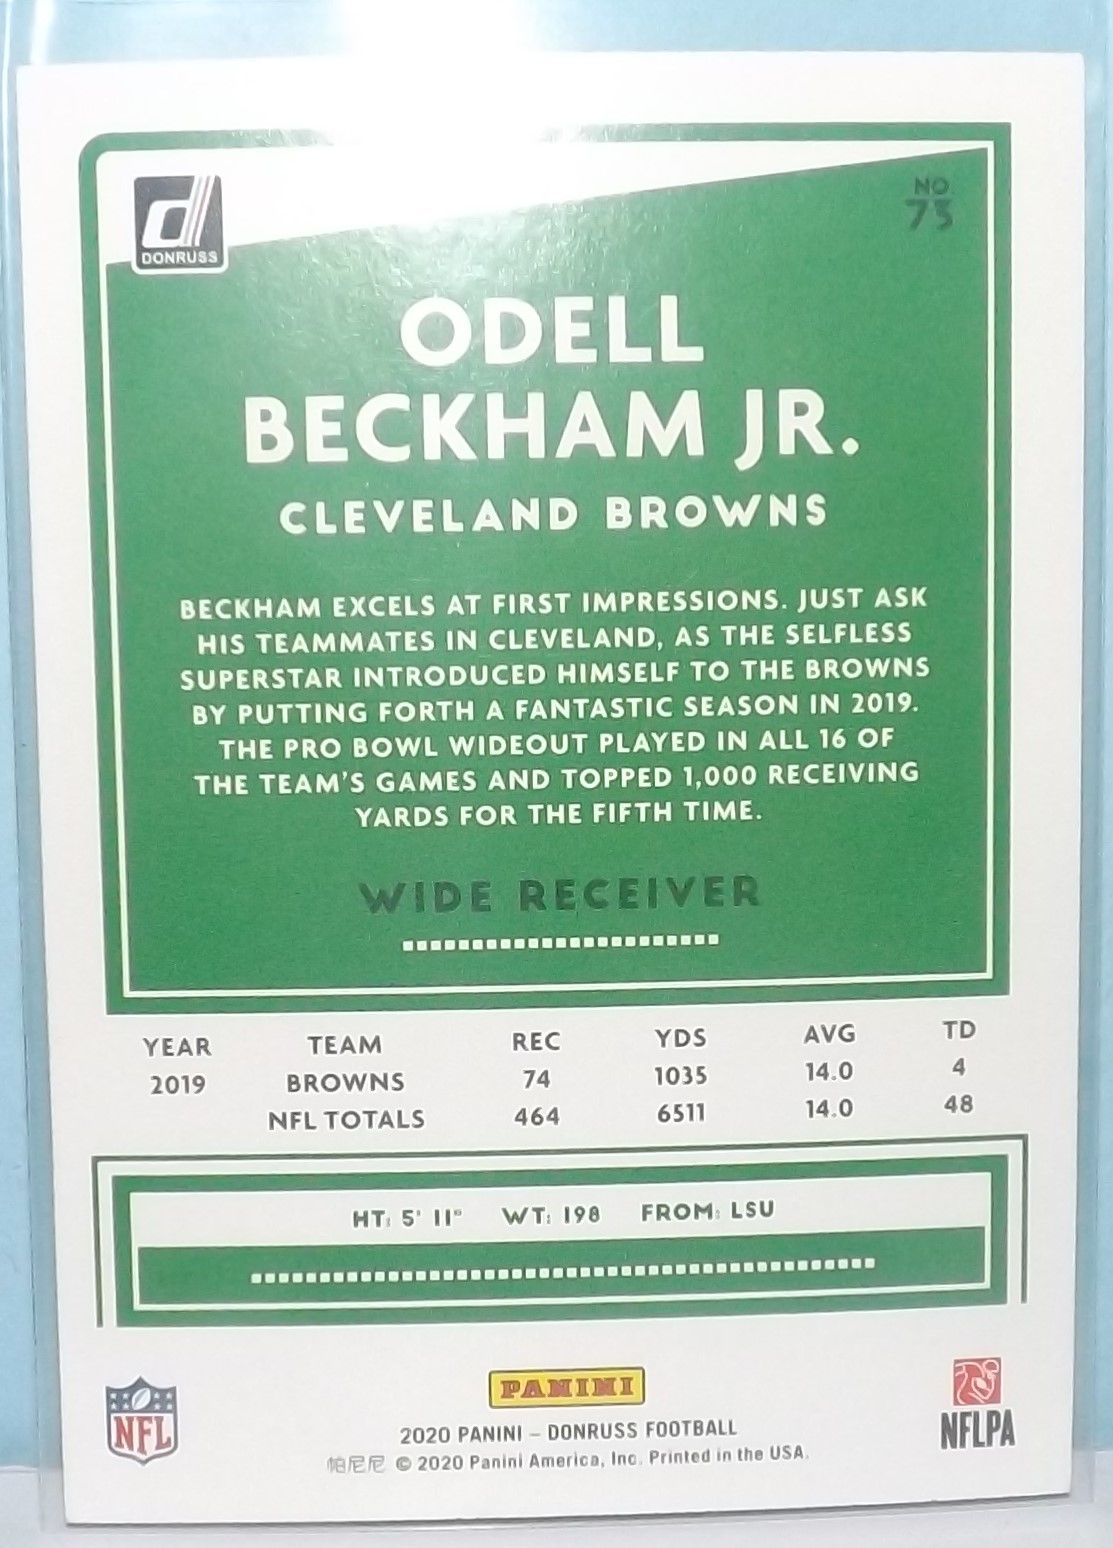 DONRUSS
NO.
73
ODELL
BECKHAM JR.
CLEVELAND BROWNS
BECKHAM EXCELS AT FIRST IMPRESSIONS. JUST ASK
HIS TEAMMATES IN CLEVELAND, AS THE SELFLESS
SUPERSTAR INTRODUCED HIMSELF TO THE BROWNS
BY PUTTING FORTH A FANTASTIC SEASON IN 2019.
THE PRO BOWL WIDEOUT PLAYED IN ALL 16 OF
THE TEAM'S GAMES AND TOPPED 1,000 RECEIVING
YARDS FOR THE FIFTH TIME.
WIDE RECEIVER
YEAR TEAM REC YDS AVG TD
2019 BROWNS 74 1035 14.0 4
NFL TOTALS 464 6511 14.0 48
HT: 5' 11" WT: 198 FROM: LSU
NFL
PANINI
NFLPA
2020 PANINI – DONRUSS FOOTBALL
帕尼尼 © 2020 Panini America, Inc. Printed in the USA.